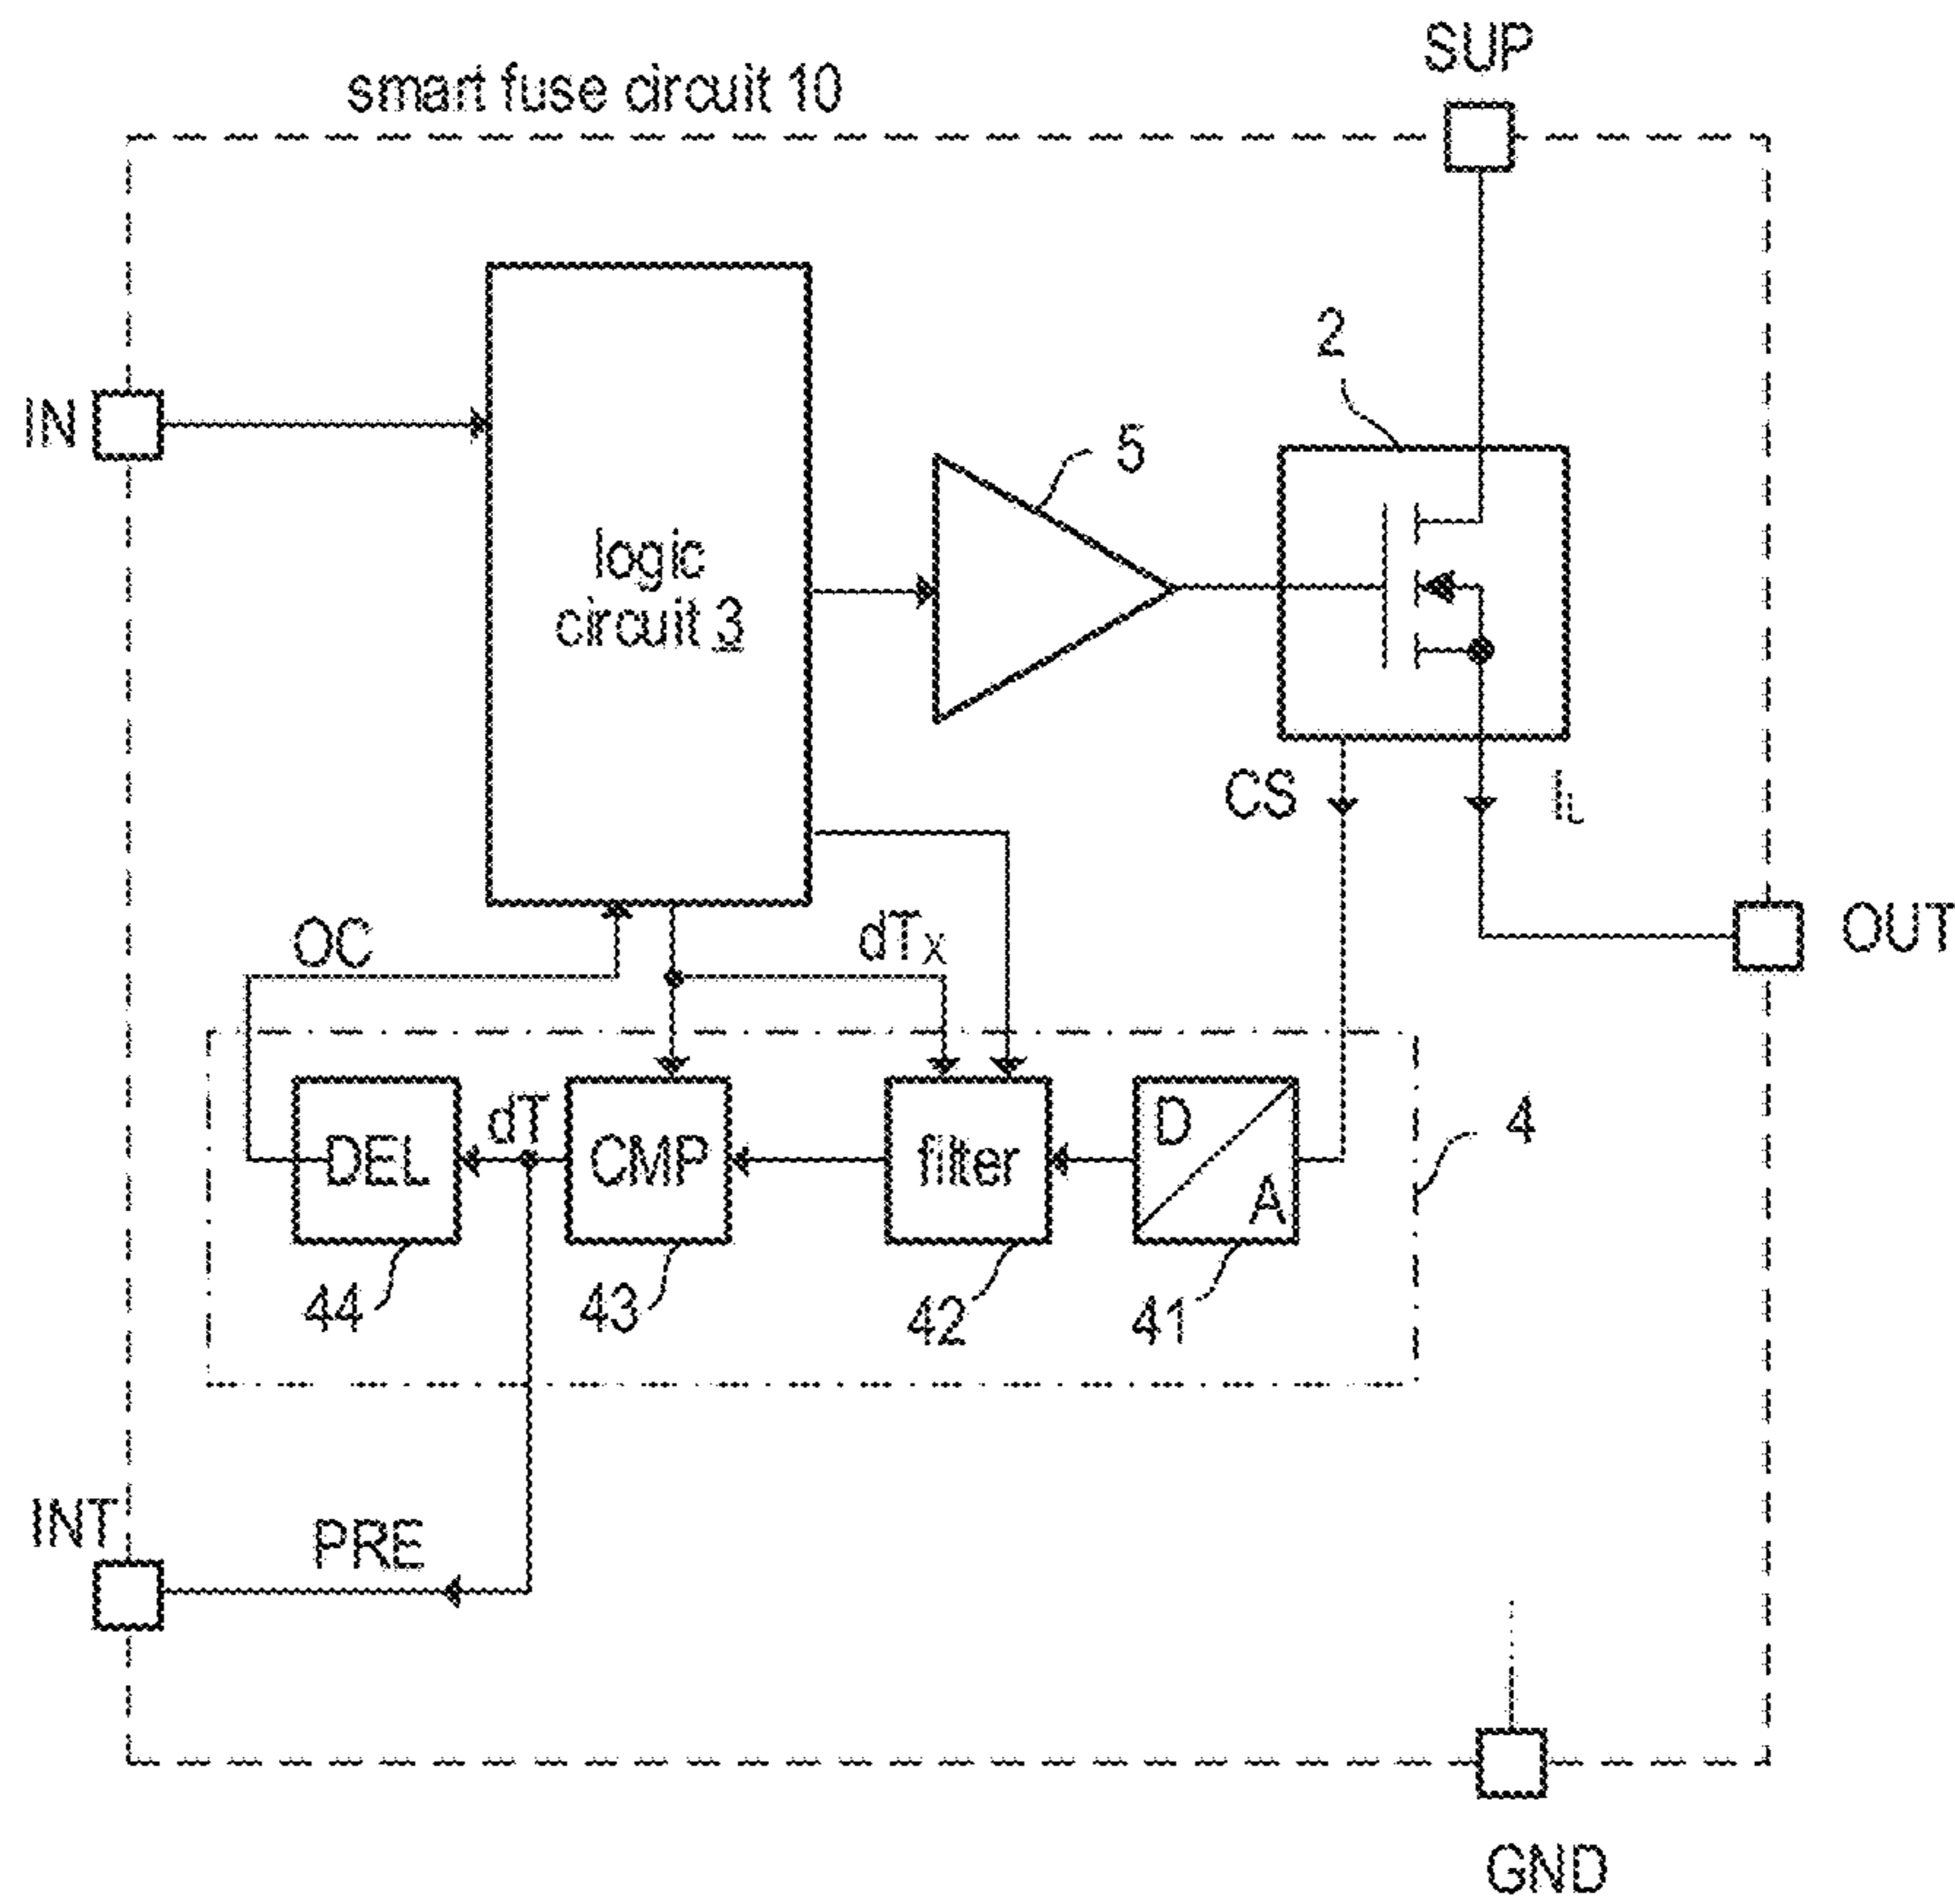 SUP
smart fuse circuit 10
2
IN
5
logic
circuit 3
CS
IL
OC
dTX
OUT
D
A
dT
DEL
CMP
filter
4
44
43
42
41
INT
PRE
GND